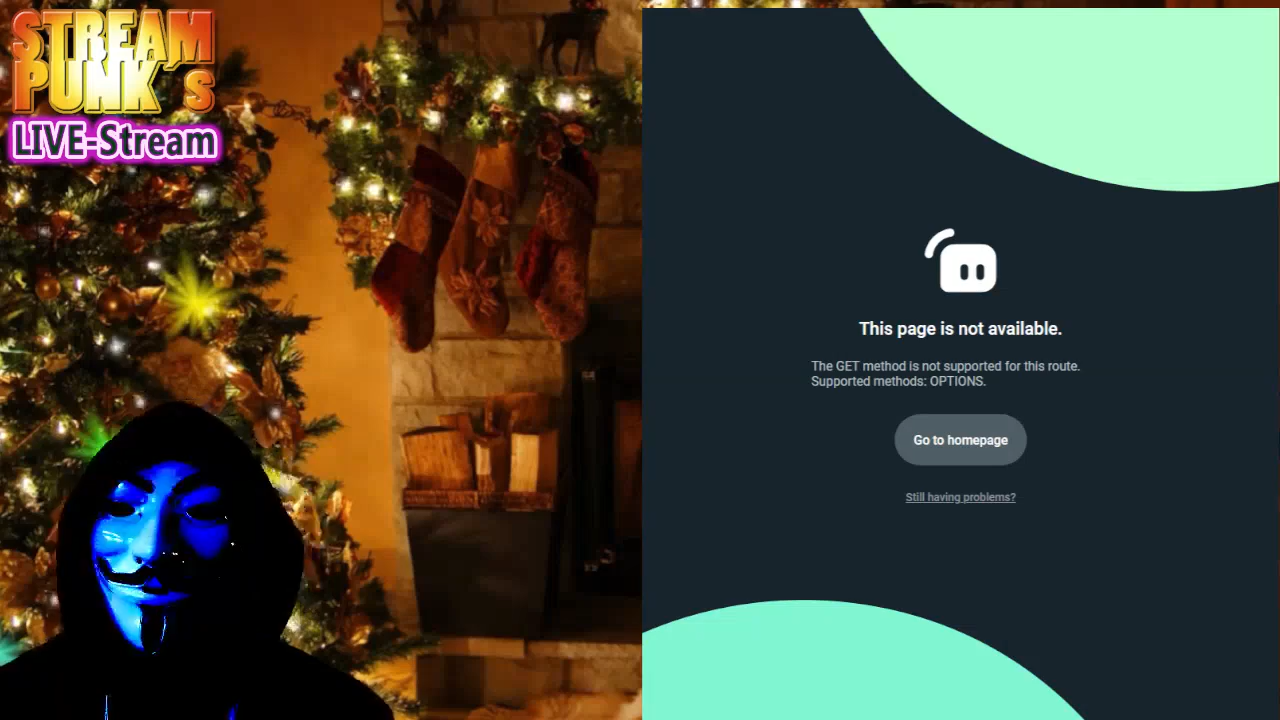 STREAM
PUNK´s
LIVE-Stream
This page is not available.
The GET method is not supported for this route.
Supported methods: OPTIONS.
Go to homepage
Still having problems?